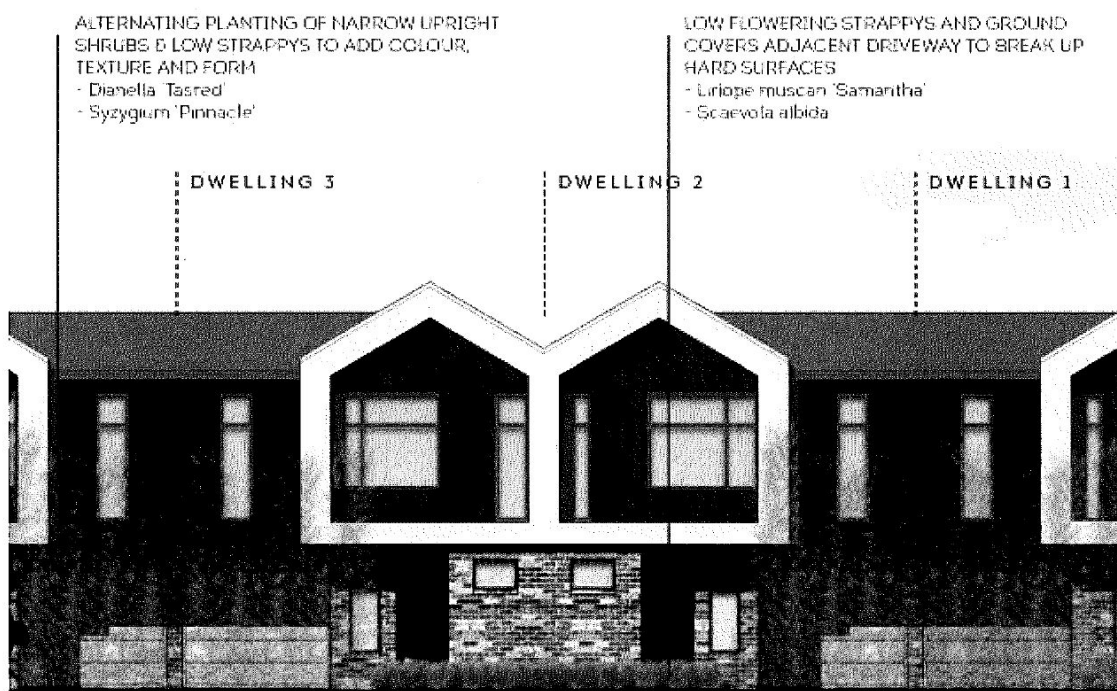 ALTERNATING PLANTING OF NARROW UPRIGHT
SHRUBS & LOW STRAPPYS TO ADD COLOUR,
TEXTURE AND FORM
- Dianella 'Tasred'
- Syzygium 'Pinnacle'
LOW FLOWERING STRAPPYS AND GROUND
COVERS ADJACENT DRIVEWAY TO BREAK UP
HARD SURFACES
- Liriope muscari 'Samantha'
- Scaevola albida
DWELLING 3
DWELLING 2
DWELLING 1